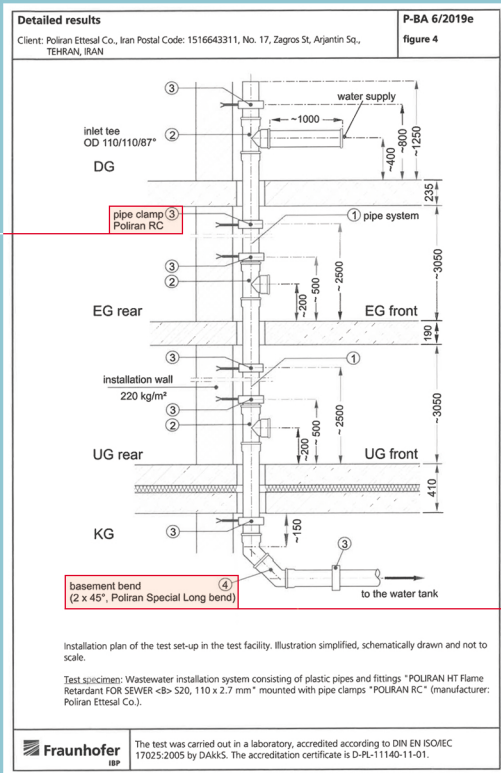 Detailed results
P-BA 6/2019e
Client: Poliran Ettesal Co., Iran Postal Code: 1516643311, No. 17, Zagros St, Arjantin Sq.,
TEHRAN, IRAN
figure 4
3
water supply
~1000
inlet tee
OD 110/110/87°
2
DG
~400
~800
~1250
235
pipe clamp 3
Poliran RC
1 pipe system
3
2
~200
~500
~2500
~3050
EG rear
EG front
190
3
1
installation wall
220 kg/m²
3
2
~200
~500
~2500
~3050
UG rear
UG front
410
KG
3
~150
3
basement bend 4
(2 x 45°, Poliran Special Long bend)
to the water tank
Installation plan of the test set-up in the test facility. Illustration simplified, schematically drawn and not to
scale.
Test specimen: Wastewater installation system consisting of plastic pipes and fittings "POLIRAN HT Flame
Retardant FOR SEWER <B> S20, 110 x 2.7 mm" mounted with pipe clamps "POLIRAN RC" (manufacturer:
Poliran Ettesal Co.).
Fraunhofer
IBP
The test was carried out in a laboratory, accredited according to DIN EN ISO/IEC
17025:2005 by DAkkS. The accreditation certificate is D-PL-11140-11-01.